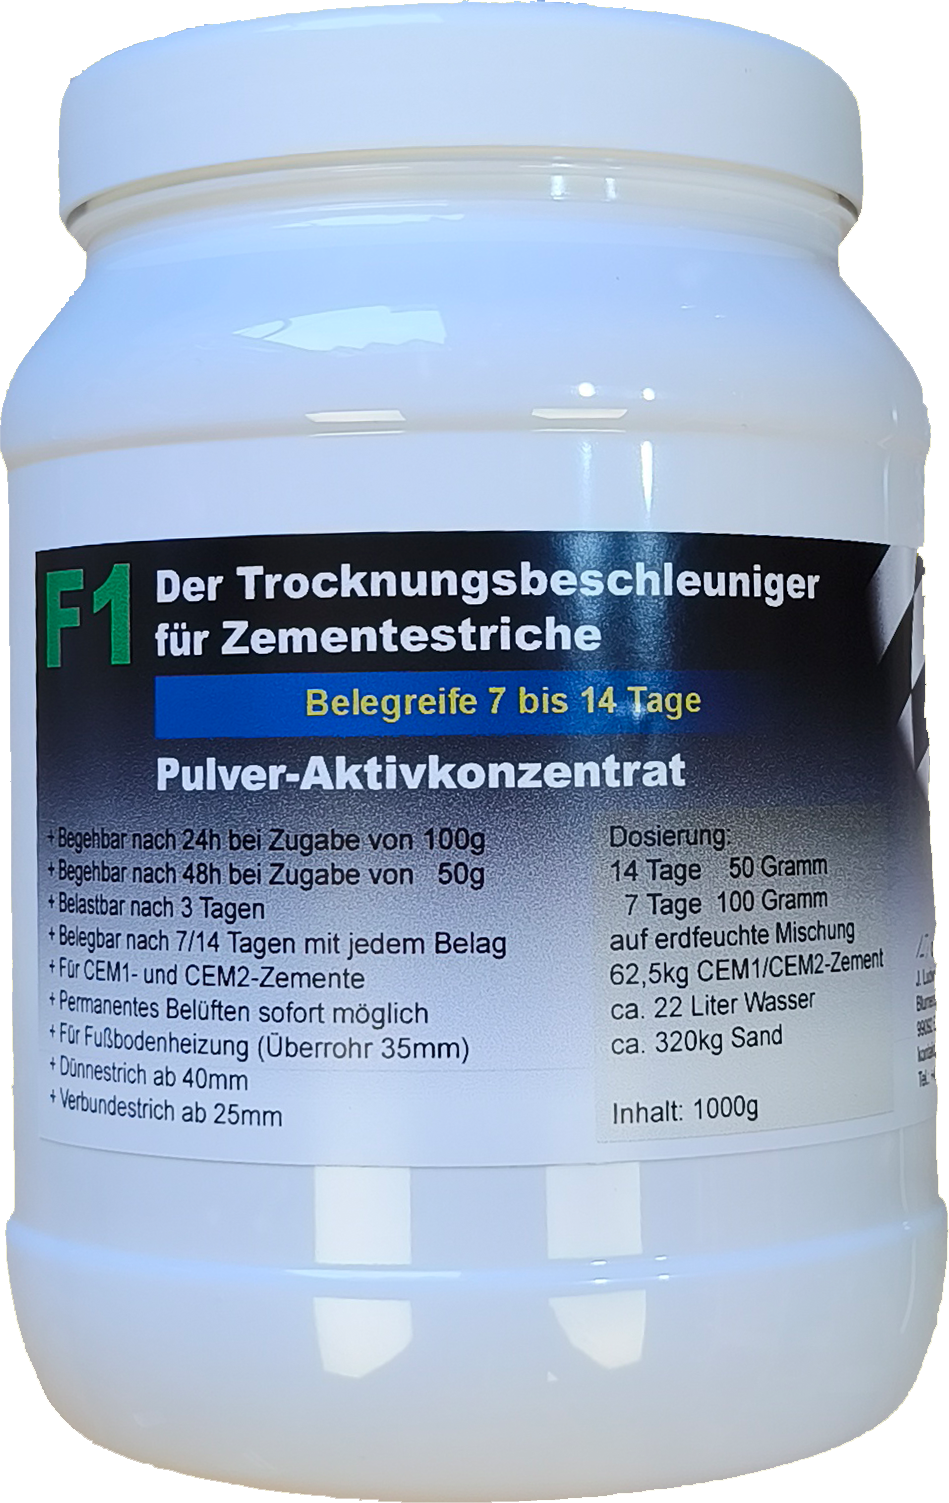 F1
Der Trocknungsbeschleuniger
für Zementestriche
Belegreife 7 bis 14 Tage
Pulver-Aktivkonzentrat
+ Begehbar nach 24h bei Zugabe von 100g
+ Begehbar nach 48h bei Zugabe von 50g
+ Belastbar nach 3 Tagen
+ Belegbar nach 7/14 Tagen mit jedem Belag
+ Für CEM1- und CEM2-Zemente
+ Permanentes Belüften sofort möglich
+ Für Fußbodenheizung (Überrohr 35mm)
+ Dünnestrich ab 40mm
+ Verbundestrich ab 25mm
Dosierung:
14 Tage 50 Gramm
7 Tage 100 Gramm
auf erdfeuchte Mischung
62,5kg CEM1/CEM2-Zement
ca. 22 Liter Wasser
ca. 320kg Sand
Inhalt: 1000g
J.
Tel.: